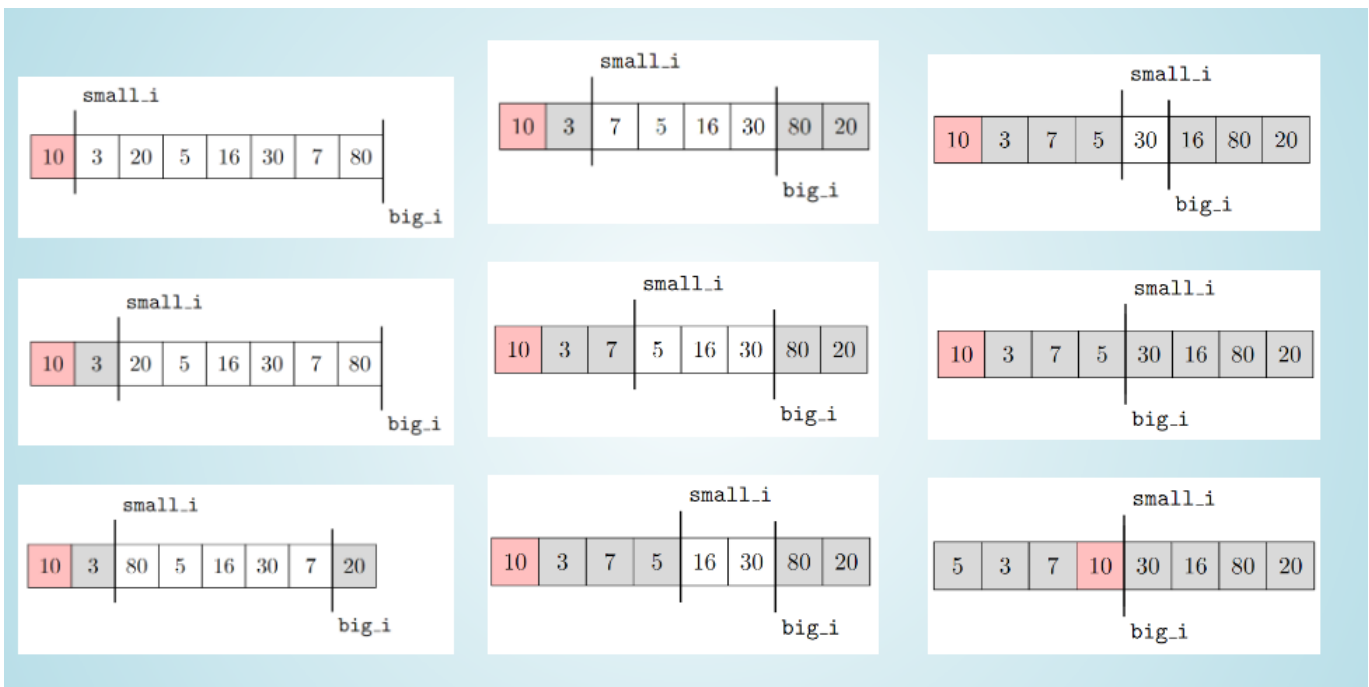 small_i
10 3 20 5 16 30 7 80
big_i
small_i
10 3 20 5 16 30 7 80
big_i
small_i
10 3 80 5 16 30 7 20
big_i
small_i
10 3 7 5 16 30 80 20
big_i
small_i
10 3 7 5 16 30 80 20
big_i
small_i
10 3 7 5 16 30 80 20
big_i
small_i
10 3 7 5 30 16 80 20
big_i
small_i
10 3 7 5 30 16 80 20
big_i
small_i
5 3 7 10 30 16 80 20
big_i